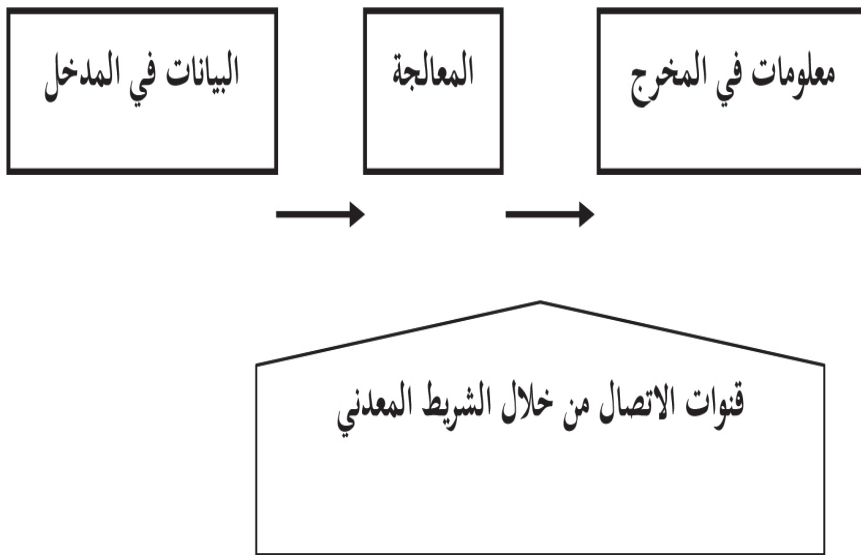 البيانات في المدخل
المعالجة
معلومات في المخرج
قنوات الاتصال من خلال الشريط المعدني